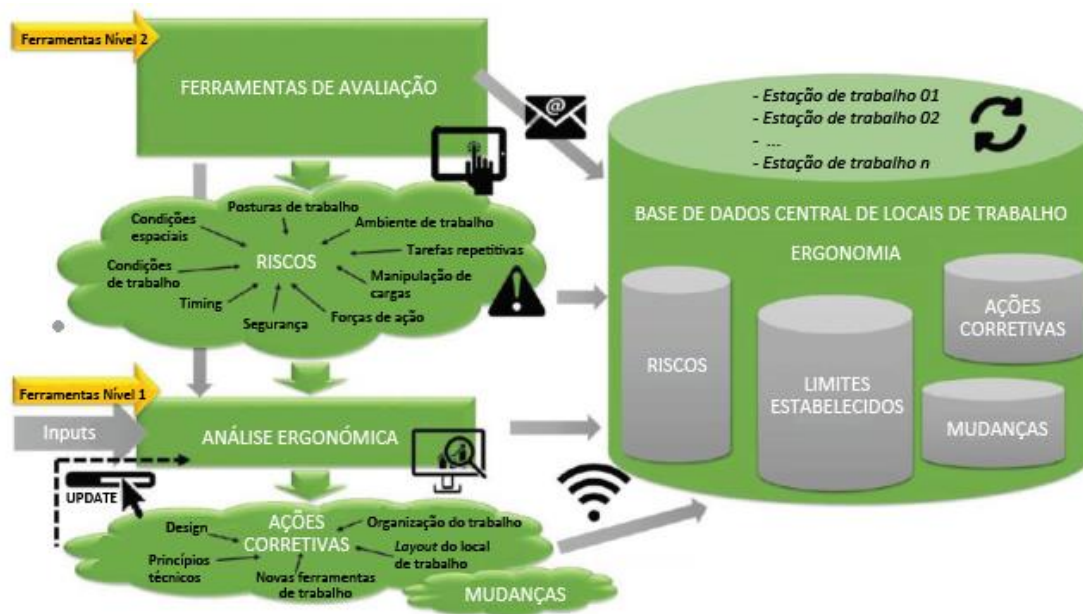 Ferramentas Nível 2
FERRAMENTAS DE AVALIAÇÃO
@
- Estação de trabalho 01
- Estação de trabalho 02
- ...
- Estação de trabalho n
BASE DE DADOS CENTRAL DE LOCAIS DE TRABALHO
ERGONOMIA
Posturas de trabalho
Condições
espaciais
Ambiente de trabalho
RISCOS
Tarefas repetitivas
Condições
de trabalho
Manipulação de
cargas
Timing
Segurança
Forças de ação
RISCOS
LIMITES
ESTABELECIDOS
AÇÕES
CORRETIVAS
MUDANÇAS
Ferramentas Nível 1
Inputs
ANÁLISE ERGONÓMICA
UPDATE
AÇÕES
CORRETIVAS
Design
Organização do trabalho
Princípios
técnicos
Layout do local
de trabalho
Novas ferramentas
de trabalho
MUDANÇAS